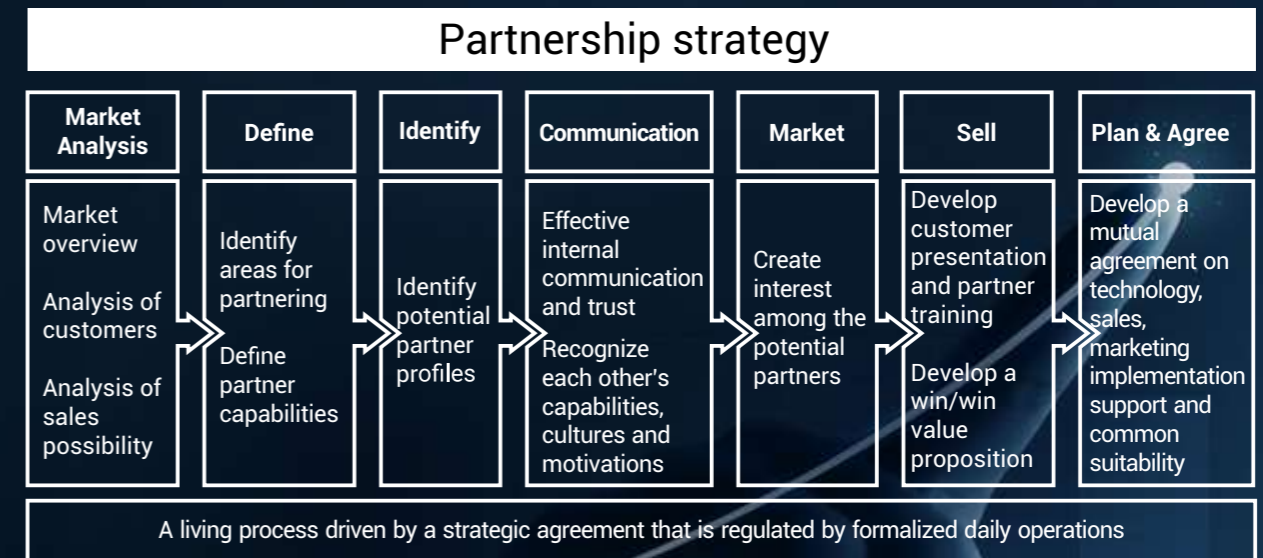 Partnership strategy
Market
Analysis
Define
Identify
Communication
Market
Sell
Plan & Agree
Market
overview
Analysis of
customers
Analysis of
sales
possibility
Identify
areas for
partnering
Define
partner
capabilities
Identify
potential
partner
profiles
Effective
internal
communication
and trust
Recognize
each other's
capabilities,
cultures and
motivations
Create
interest
among the
potential
partners
Develop
customer
presentation
and partner
training
Develop a
win/win
value
proposition
Develop a
mutual
agreement on
technology,
sales,
marketing
implementation
support and
common
suitability
A living process driven by a strategic agreement that is regulated by formalized daily operations